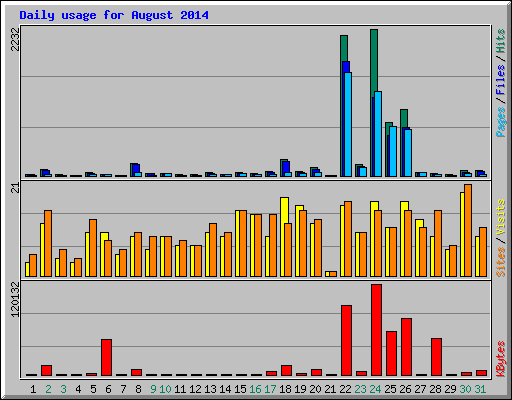 Daily usage for August 2014
2232
Pages / Files / Hits
21
Sites / Visits
120132
KBytes
1 2 3 4 5 6 7 8 9 10 11 12 13 14 15 16 17 18 19 20 21 22 23 24 25 26 27 28 29 30 31